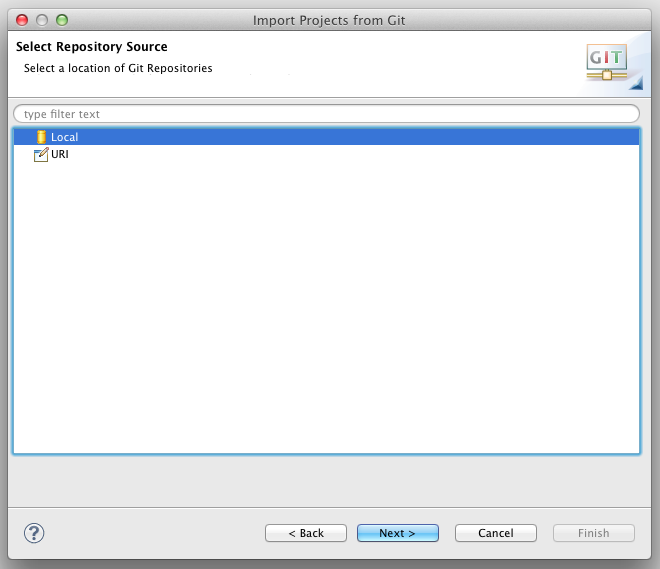 Import Projects from Git
Select Repository Source
Select a location of Git Repositories
GIT
type filter text
Local
URI
?
< Back
Next >
Cancel
Finish